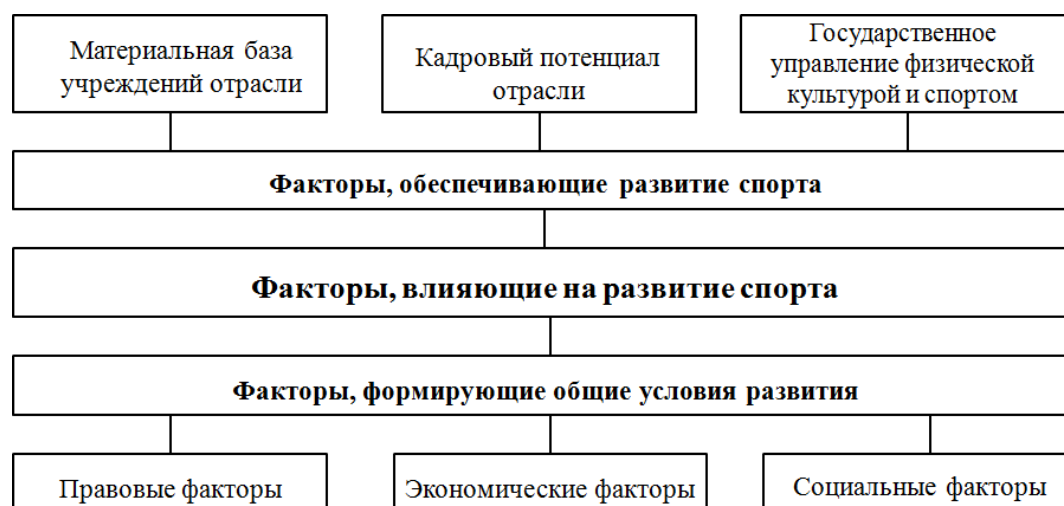 Материальная база
учреждений отрасли
Кадровый потенциал
отрасли
Государственное
управление физической
культурой и спортом
Факторы, обеспечивающие развитие спорта
Факторы, влияющие на развитие спорта
Факторы, формирующие общие условия развития
Правовые факторы
Экономические факторы
Социальные факторы